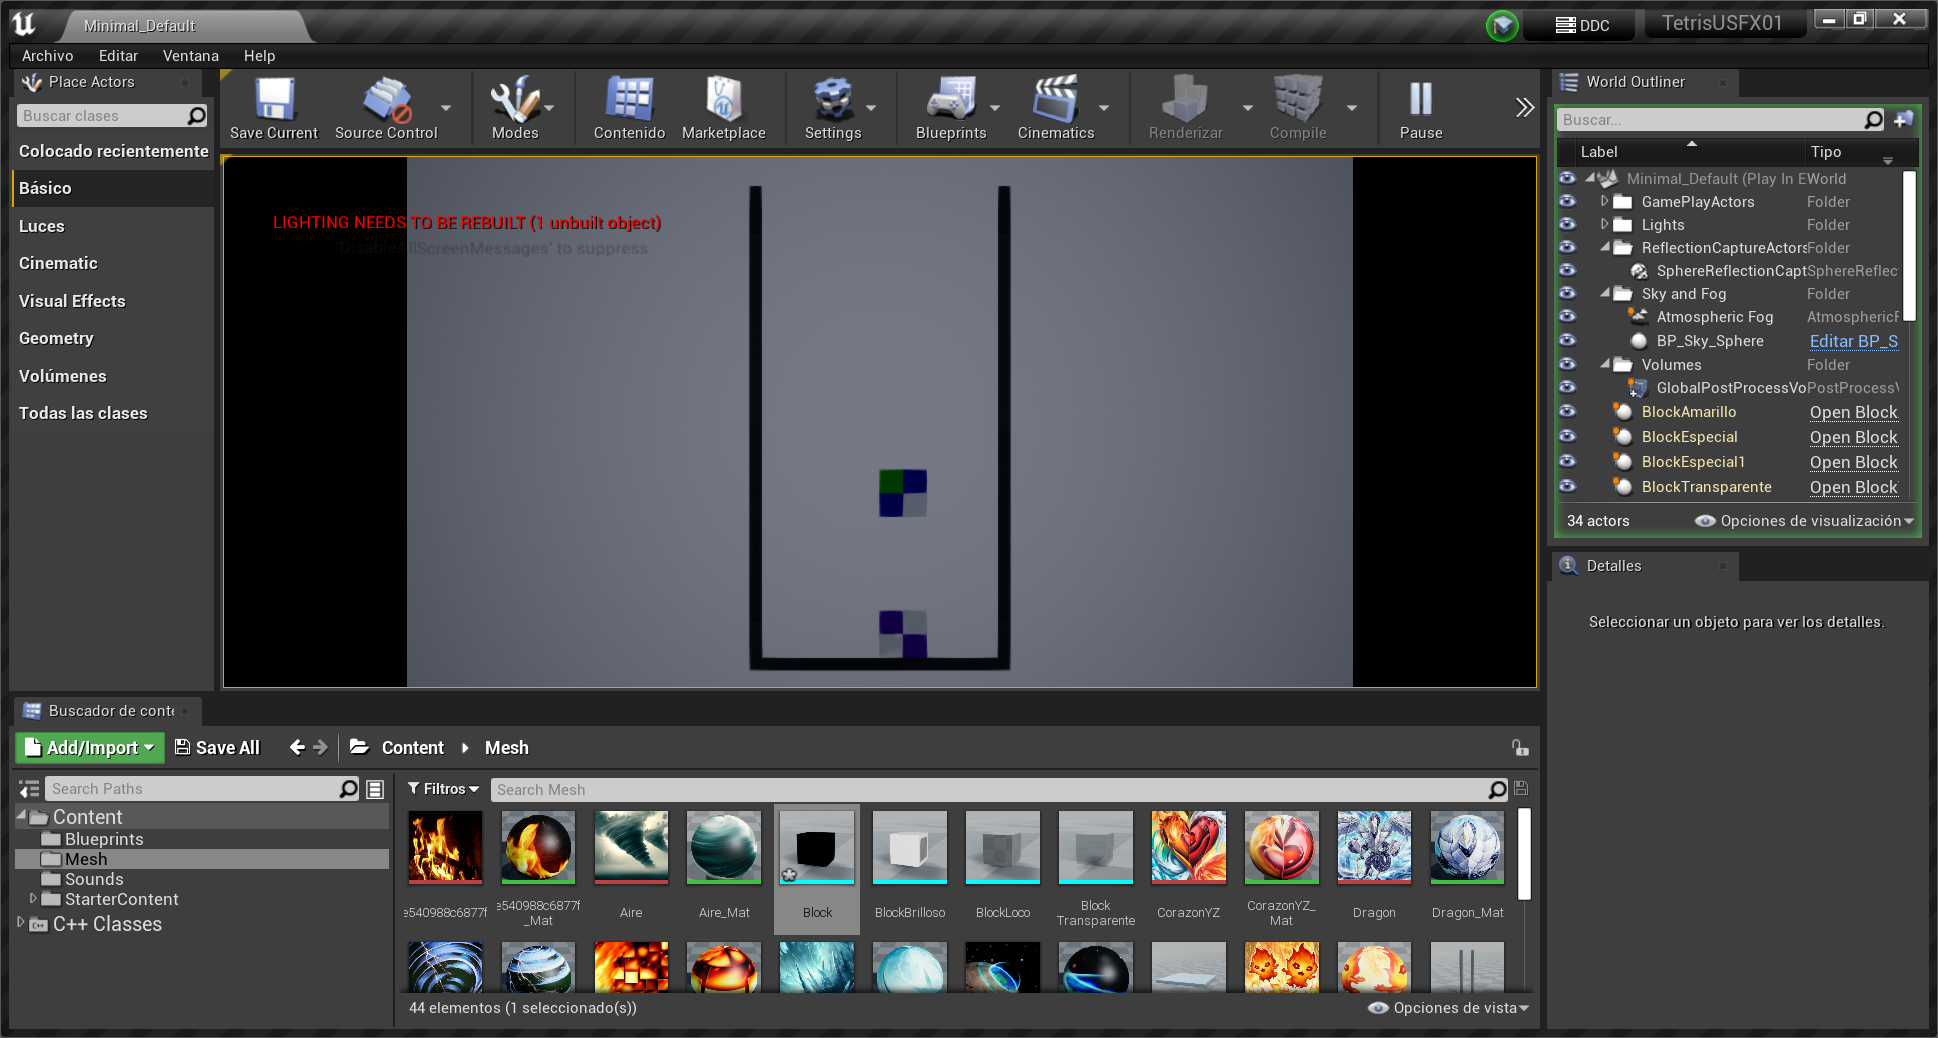 Minimal_Default
DDC
TetrisUSFX01
Archivo Editar Ventana Help
Place Actors
Buscar clases
Colocado recientemente
Básico
Luces
Cinematic
Visual Effects
Geometry
Volúmenes
Todas las clases
Save Current Source Control Modes Contenido Marketplace Settings Blueprints Cinematics Renderizar Compile Pause
LIGHTING NEEDS TO BE REBUILT (1 unbuilt object)
'DisableAllScreenMessages' to suppress
World Outliner
Buscar...
Label Tipo
Minimal_Default (Play In E World
GamePlayActors Folder
Lights Folder
ReflectionCaptureActors Folder
SphereReflectionCapt SphereReflec
Sky and Fog Folder
Atmospheric Fog AtmosphericF
BP_Sky_Sphere Editar BP_S
Volumes Folder
GlobalPostProcessVo PostProcessV
BlockAmarillo Open Block
BlockEspecial Open Block
BlockEspecial1 Open Block
BlockTransparente Open Block
34 actors Opciones de visualización
Detalles
Seleccionar un objeto para ver los detalles.
Buscador de conte
Add/Import Save All Content Mesh
Search Paths
Content
Blueprints
Mesh
Sounds
StarterContent
C++ Classes
Filtros Search Mesh
e540988c6877f
e540988c6877f
_Mat
Aire
Aire_Mat
Block
BlockBrilloso
BlockLoco
Block
Transparente
CorazonYZ
CorazonYZ_
Mat
Dragon
Dragon_Mat
44 elementos (1 seleccionado(s)) Opciones de vista